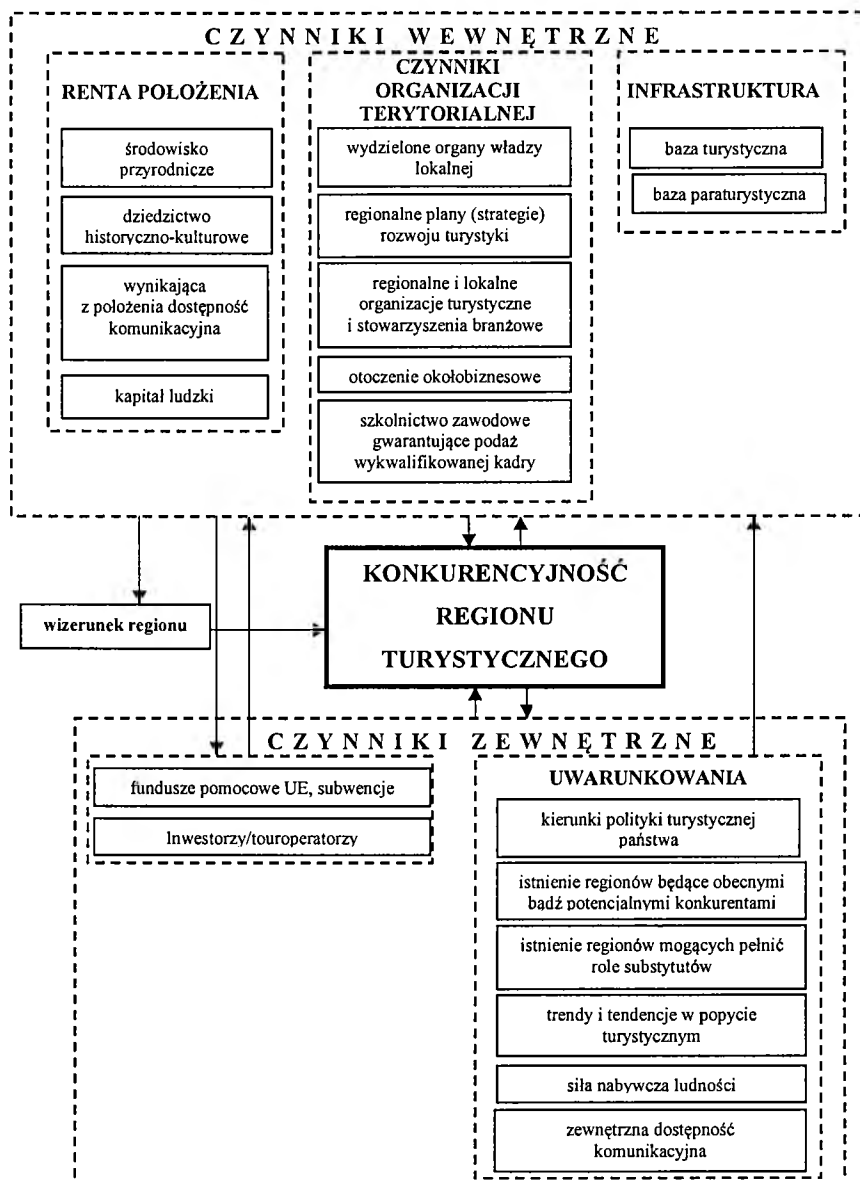 CZYNNIKI WEWNĘTRZNE
RENTA POŁOŻENIA
środowisko
przyrodnicze
dziedzictwo
historyczno-kulturowe
wynikająca
z położenia dostępność
komunikacyjna
kapitał ludzki
CZYNNIKI
ORGANIZACJI
TERYTORIALNEJ
wydzielone organy władzy
lokalnej
regionalne plany (strategie)
rozwoju turystyki
regionalne i lokalne
organizacje turystyczne
i stowarzyszenia branżowe
otoczenie okołobiznesowe
szkolnictwo zawodowe
gwarantujące podaż
wykwalifikowanej kadry
INFRASTRUKTURA
baza turystyczna
baza paraturystyczna
wizerunek regionu
KONKURENCYJNOŚĆ
REGIONU
TURYSTYCZNEGO
CZYNNIKI ZEWNĘTRZNE
fundusze pomocowe UE, subwencje
Inwestorzy/touroperatorzy
UWARUNKOWANIA
kierunki polityki turystycznej
państwa
istnienie regionów będące obecnymi
bądź potencjalnymi konkurentami
istnienie regionów mogących pełnić
role substytutów
trendy i tendencje w popycie
turystycznym
siła nabywcza ludności
zewnętrzna dostępność
komunikacyjna